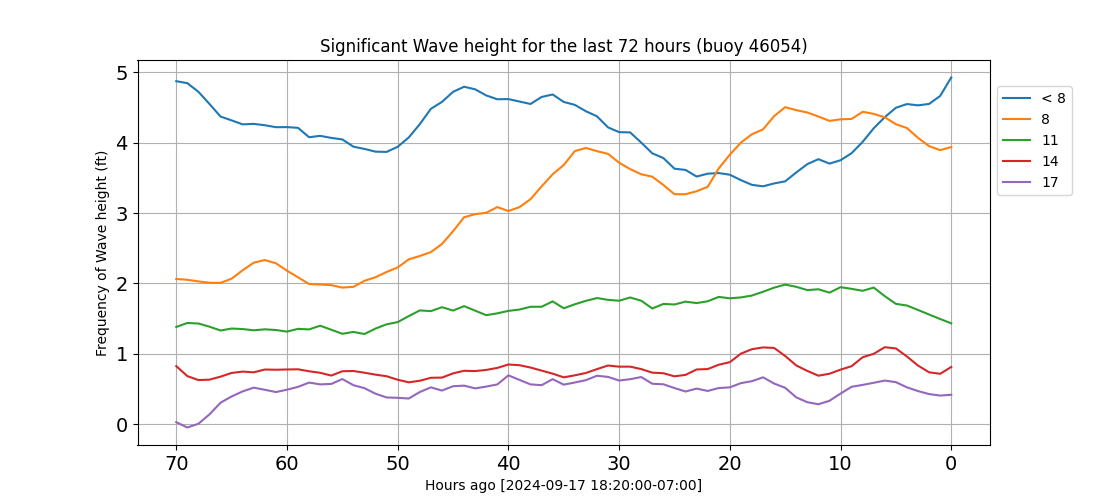 Significant Wave height for the last 72 hours (buoy 46054)
Frequency of Wave height (ft)
5
4
3
2
1
0
70 60 50 40 30 20 10 0
Hours ago [2024-09-17 18:20:00-07:00]
< 8
8
11
14
17